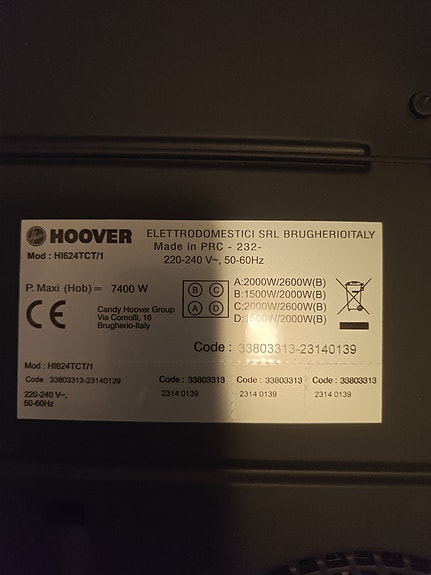 HOOVER
ELETTRODOMESTICI SRL BRUGHERIOITALY
Made in PRC - 232-
Mod : HI624TCT/1
220-240 V~, 50-60Hz
P. Maxi (Hob)= 7400 W
B C
A D
A:2000W/2600W(B)
B:1500W/2000W(B)
C:2000W/2600W(B)
D:1500W/2000W(B)
CE
Candy Hoover Group
Via Comolli, 16
Brugherio-Italy
Code : 33803313-23140139
Mod : HI624TCT/1
Code : 33803313-23140139
220-240 V~,
50-60Hz
Code : 33803313
2314 0139
Code : 33803313
2314 0139
Code : 33803313
2314 0139